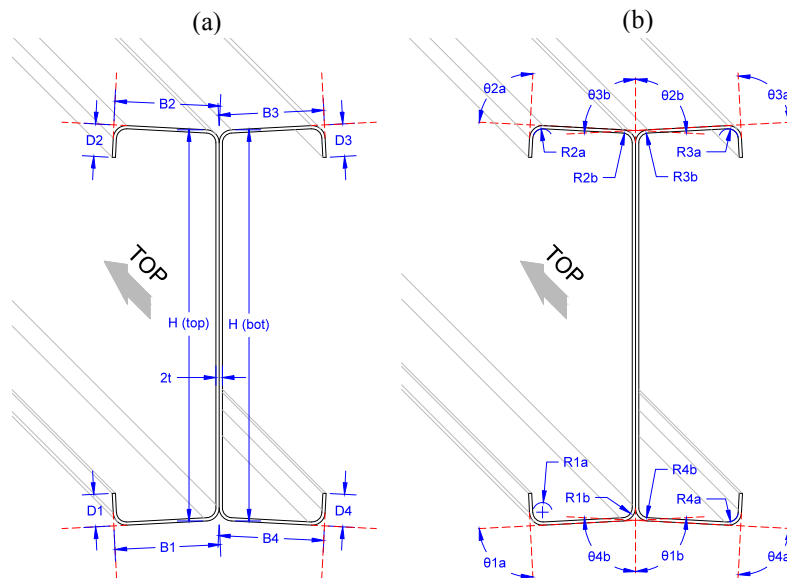 (a)
(b)
B2
B3
D2
D3
TOP
H (top)
H (bot)
2t
D1
D4
B1
B4
θ2a
θ3b
θ2b
θ3a
R2a
R3a
R2b
R3b
TOP
R1a
R1b
R4b
R4a
θ1a
θ4b
θ1b
θ4a